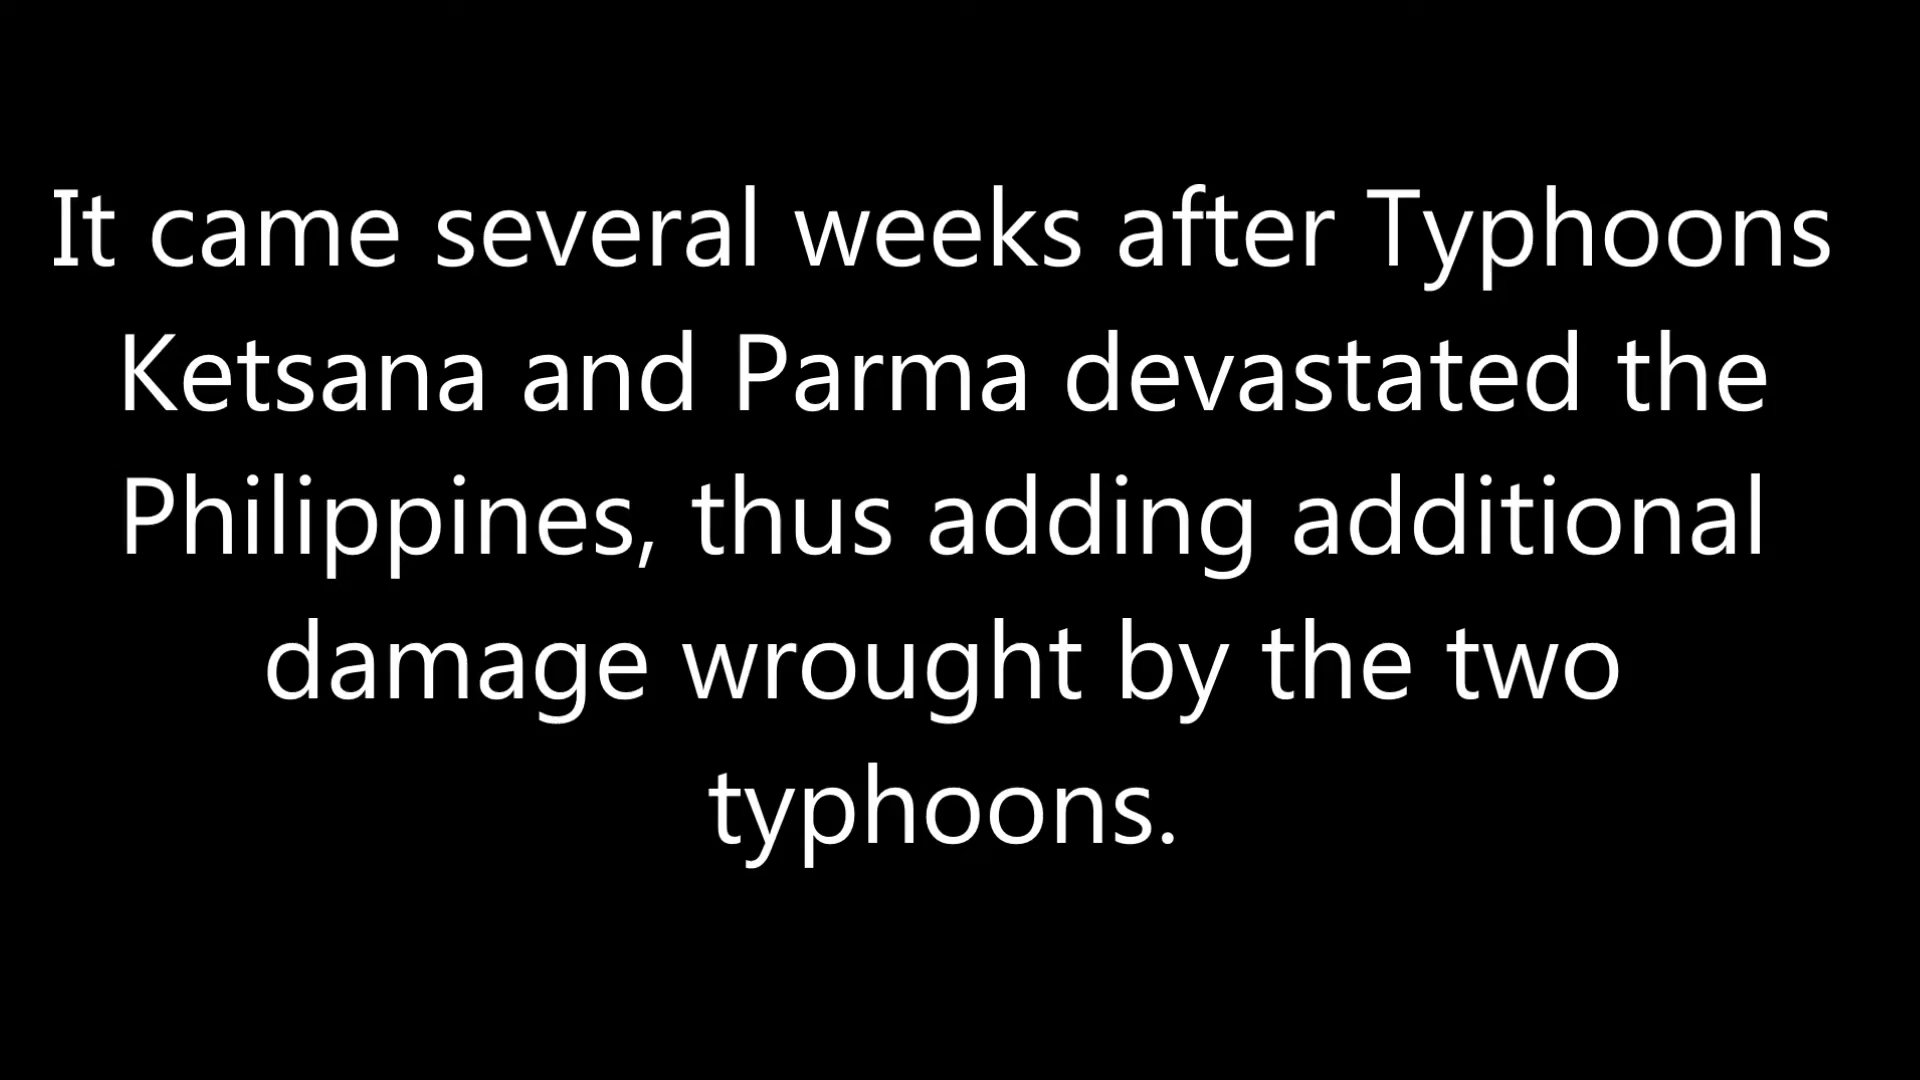 It came several weeks after Typhoons
Ketsana and Parma devastated the
Philippines, thus adding additional
damage wrought by the two
typhoons.